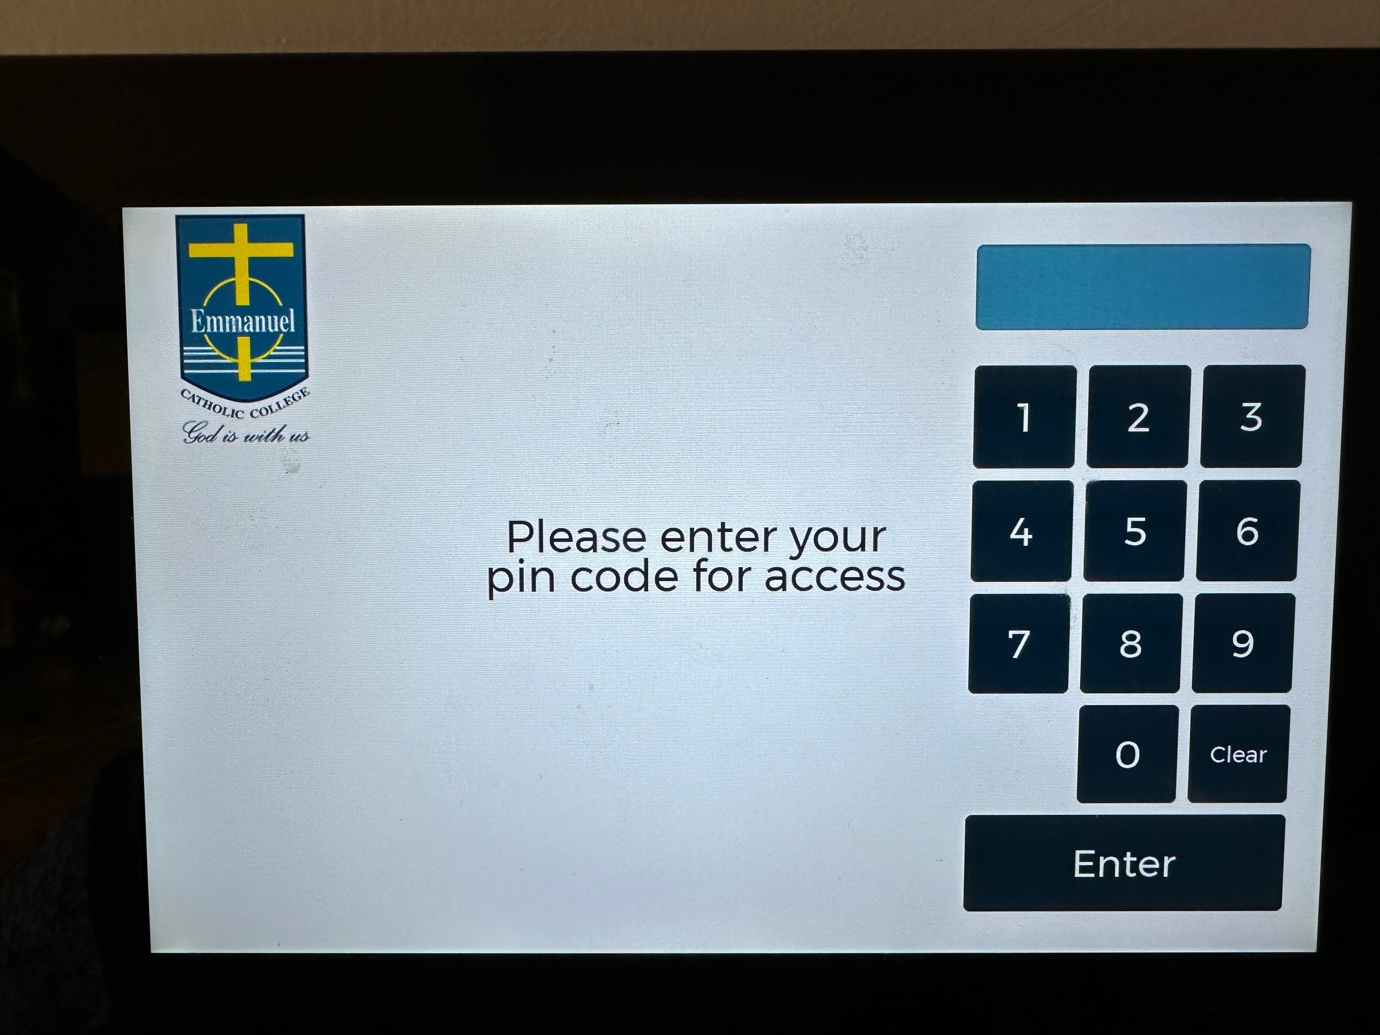 Emmanuel
CATHOLIC COLLEGE
God is with us
Please enter your
pin code for access
1 2 3
4 5 6
7 8 9
0 Clear
Enter